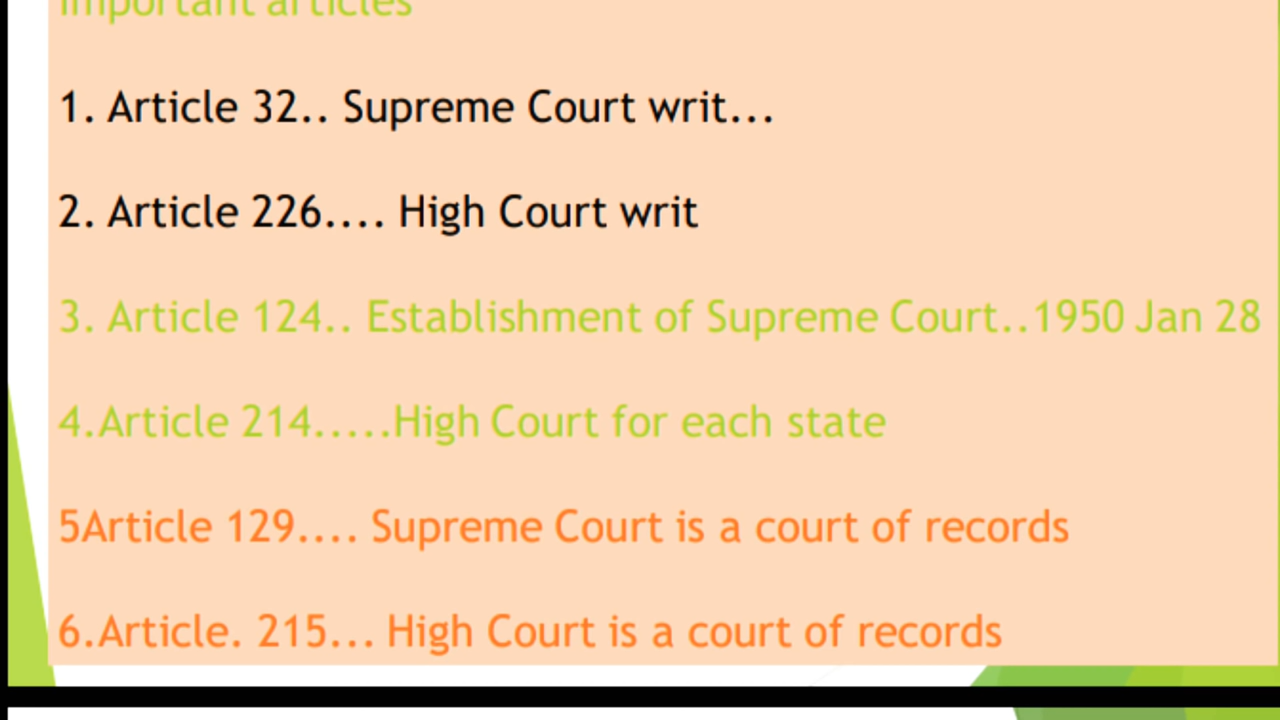 important articles
1. Article 32.. Supreme Court writ...
2. Article 226.... High Court writ
3. Article 124.. Establishment of Supreme Court..1950 Jan 28
4.Article 214.....High Court for each state
5Article 129.... Supreme Court is a court of records
6.Article. 215... High Court is a court of records